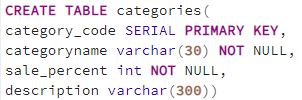 CREATE TABLE categories(
category_code SERIAL PRIMARY KEY,
categoryname varchar(30) NOT NULL,
sale_percent int NOT NULL,
description varchar(300))